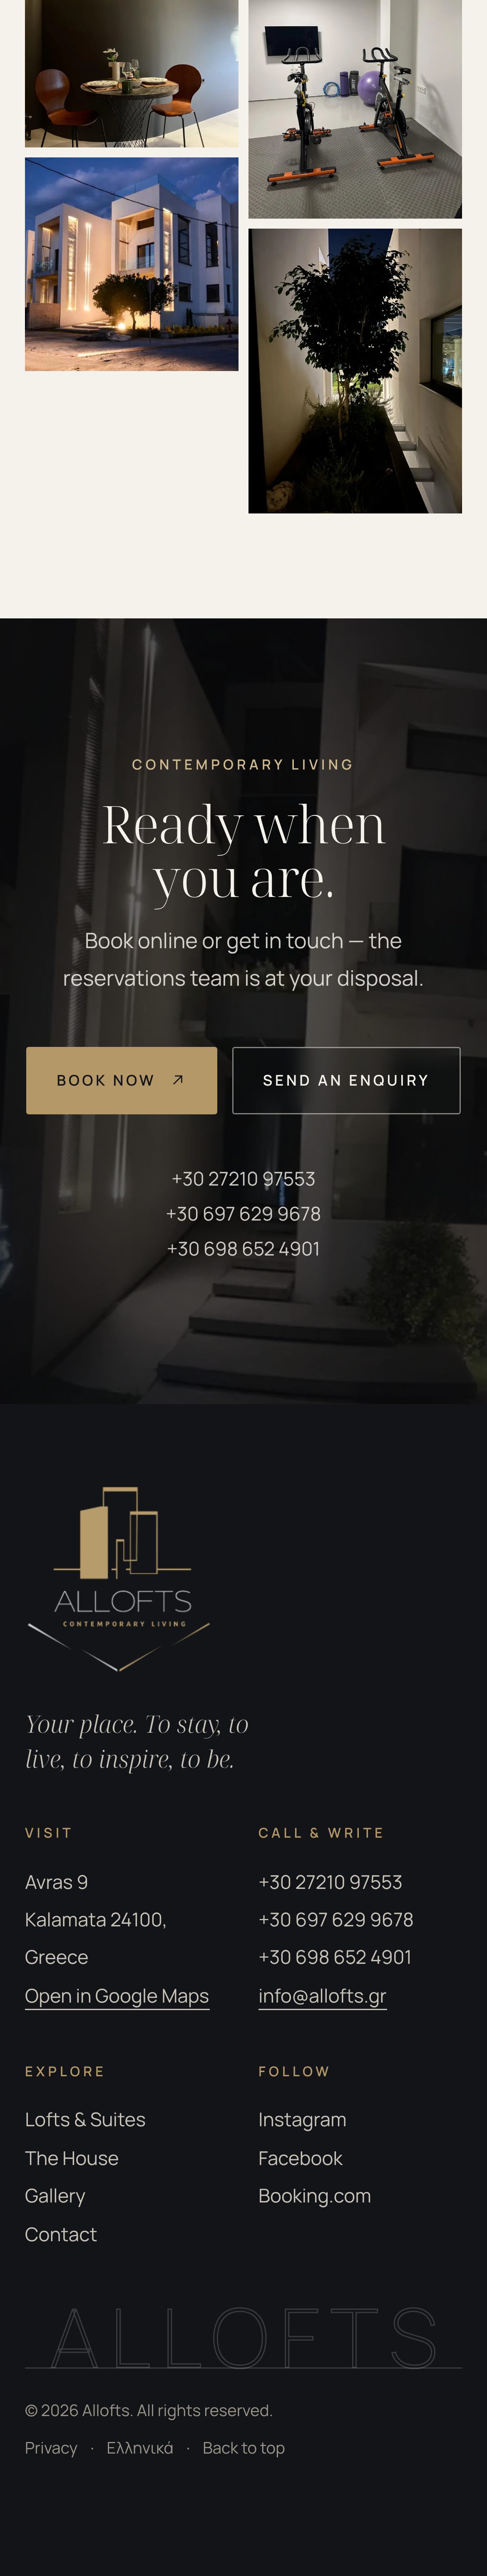 CONTEMPORARY LIVING
Ready when
you are.
Book online or get in touch — the
reservations team is at your disposal.
BOOK NOW ↗
SEND AN ENQUIRY
+30 27210 97553
+30 697 629 9678
+30 698 652 4901
ALLOFTS
CONTEMPORARY LIVING
Your place. To stay, to
live, to inspire, to be.
VISIT
Avras 9
Kalamata 24100,
Greece
Open in Google Maps
CALL & WRITE
+30 27210 97553
+30 697 629 9678
+30 698 652 4901
info@allofts.gr
EXPLORE
Lofts & Suites
The House
Gallery
Contact
FOLLOW
Instagram
Facebook
Booking.com
ALLOFTS
© 2026 Allofts. All rights reserved.
Privacy · Ελληνικά · Back to top